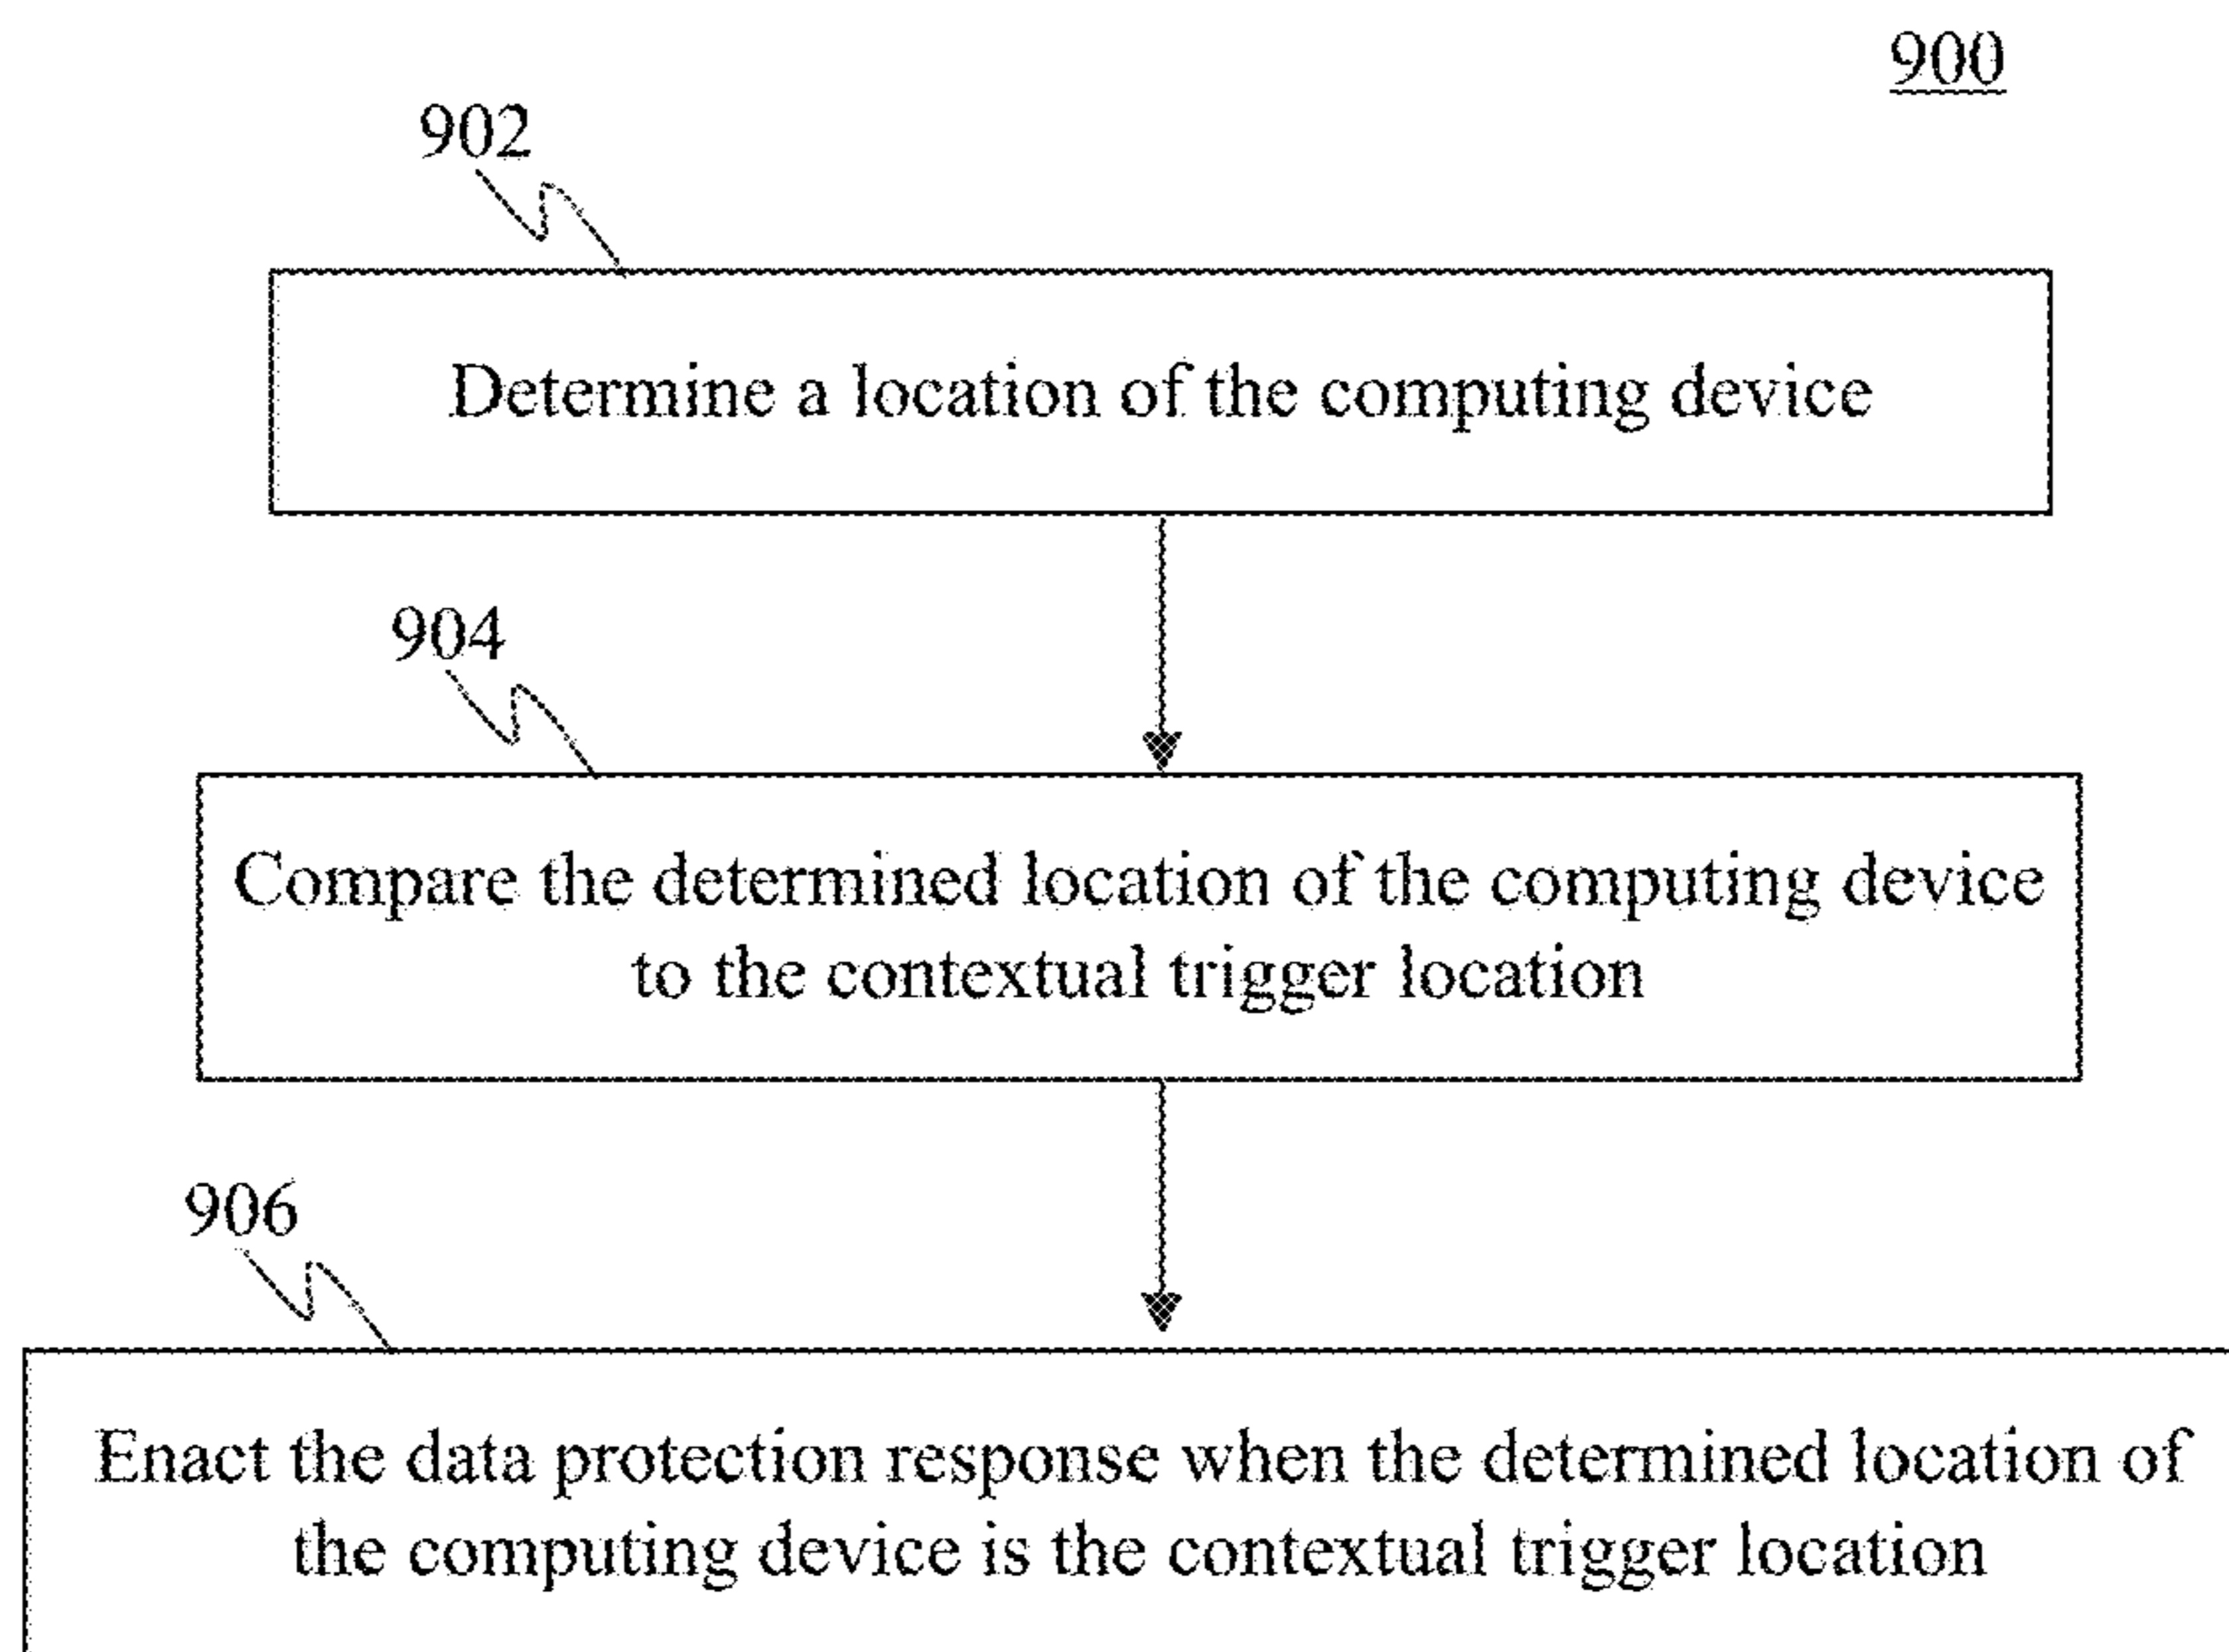 900
902
Determine a location of the computing device
904
Compare the determined location of the computing device
to the contextual trigger location
906
Enact the data protection response when the determined location of
the computing device is the contextual trigger location